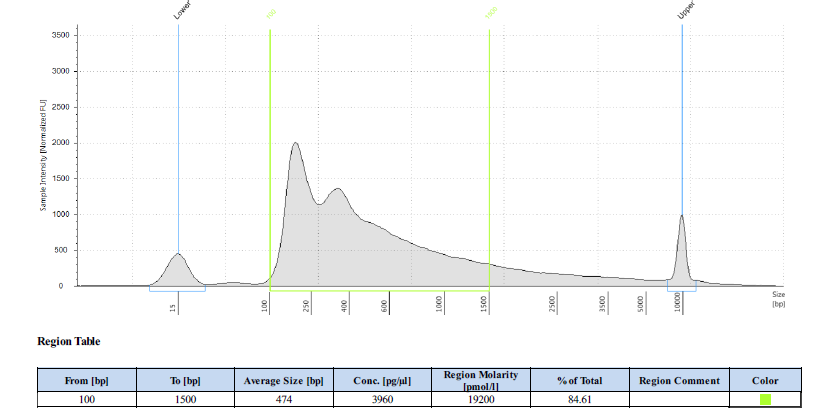 Lower
100
1500
Upper
3500
3000
2500
2000
1500
1000
500
0
Sample Intensity [Normalized FU]
15
100
250
400
600
1000
1500
2500
3500
5000
10000
Size
[bp]
Region Table
From [bp] To [bp] Average Size [bp] Conc. [pg/µl] Region Molarity [pmol/l] % of Total Region Comment Color
100 1500 474 3960 19200 84.61